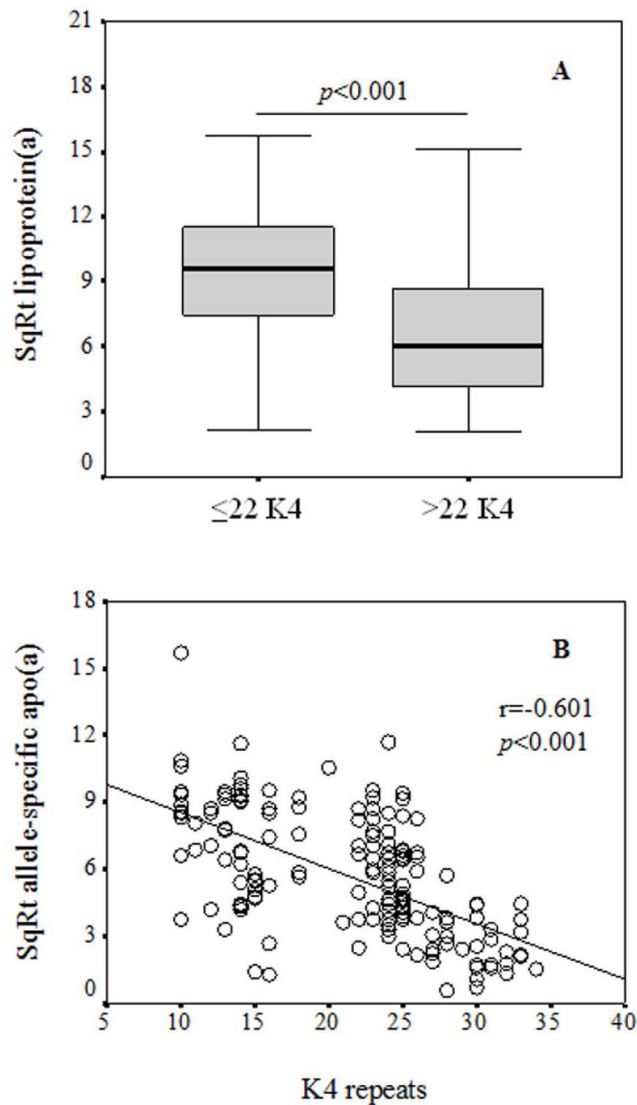 SqRt lipoprotein(a)
21
18
15
12
9
6
3
0
A
p<0.001
≤22 K4
>22 K4
SqRt allele-specific apo(a)
18
15
12
9
6
3
0
B
r=-0.601
p<0.001
5 10 15 20 25 30 35 40
K4 repeats